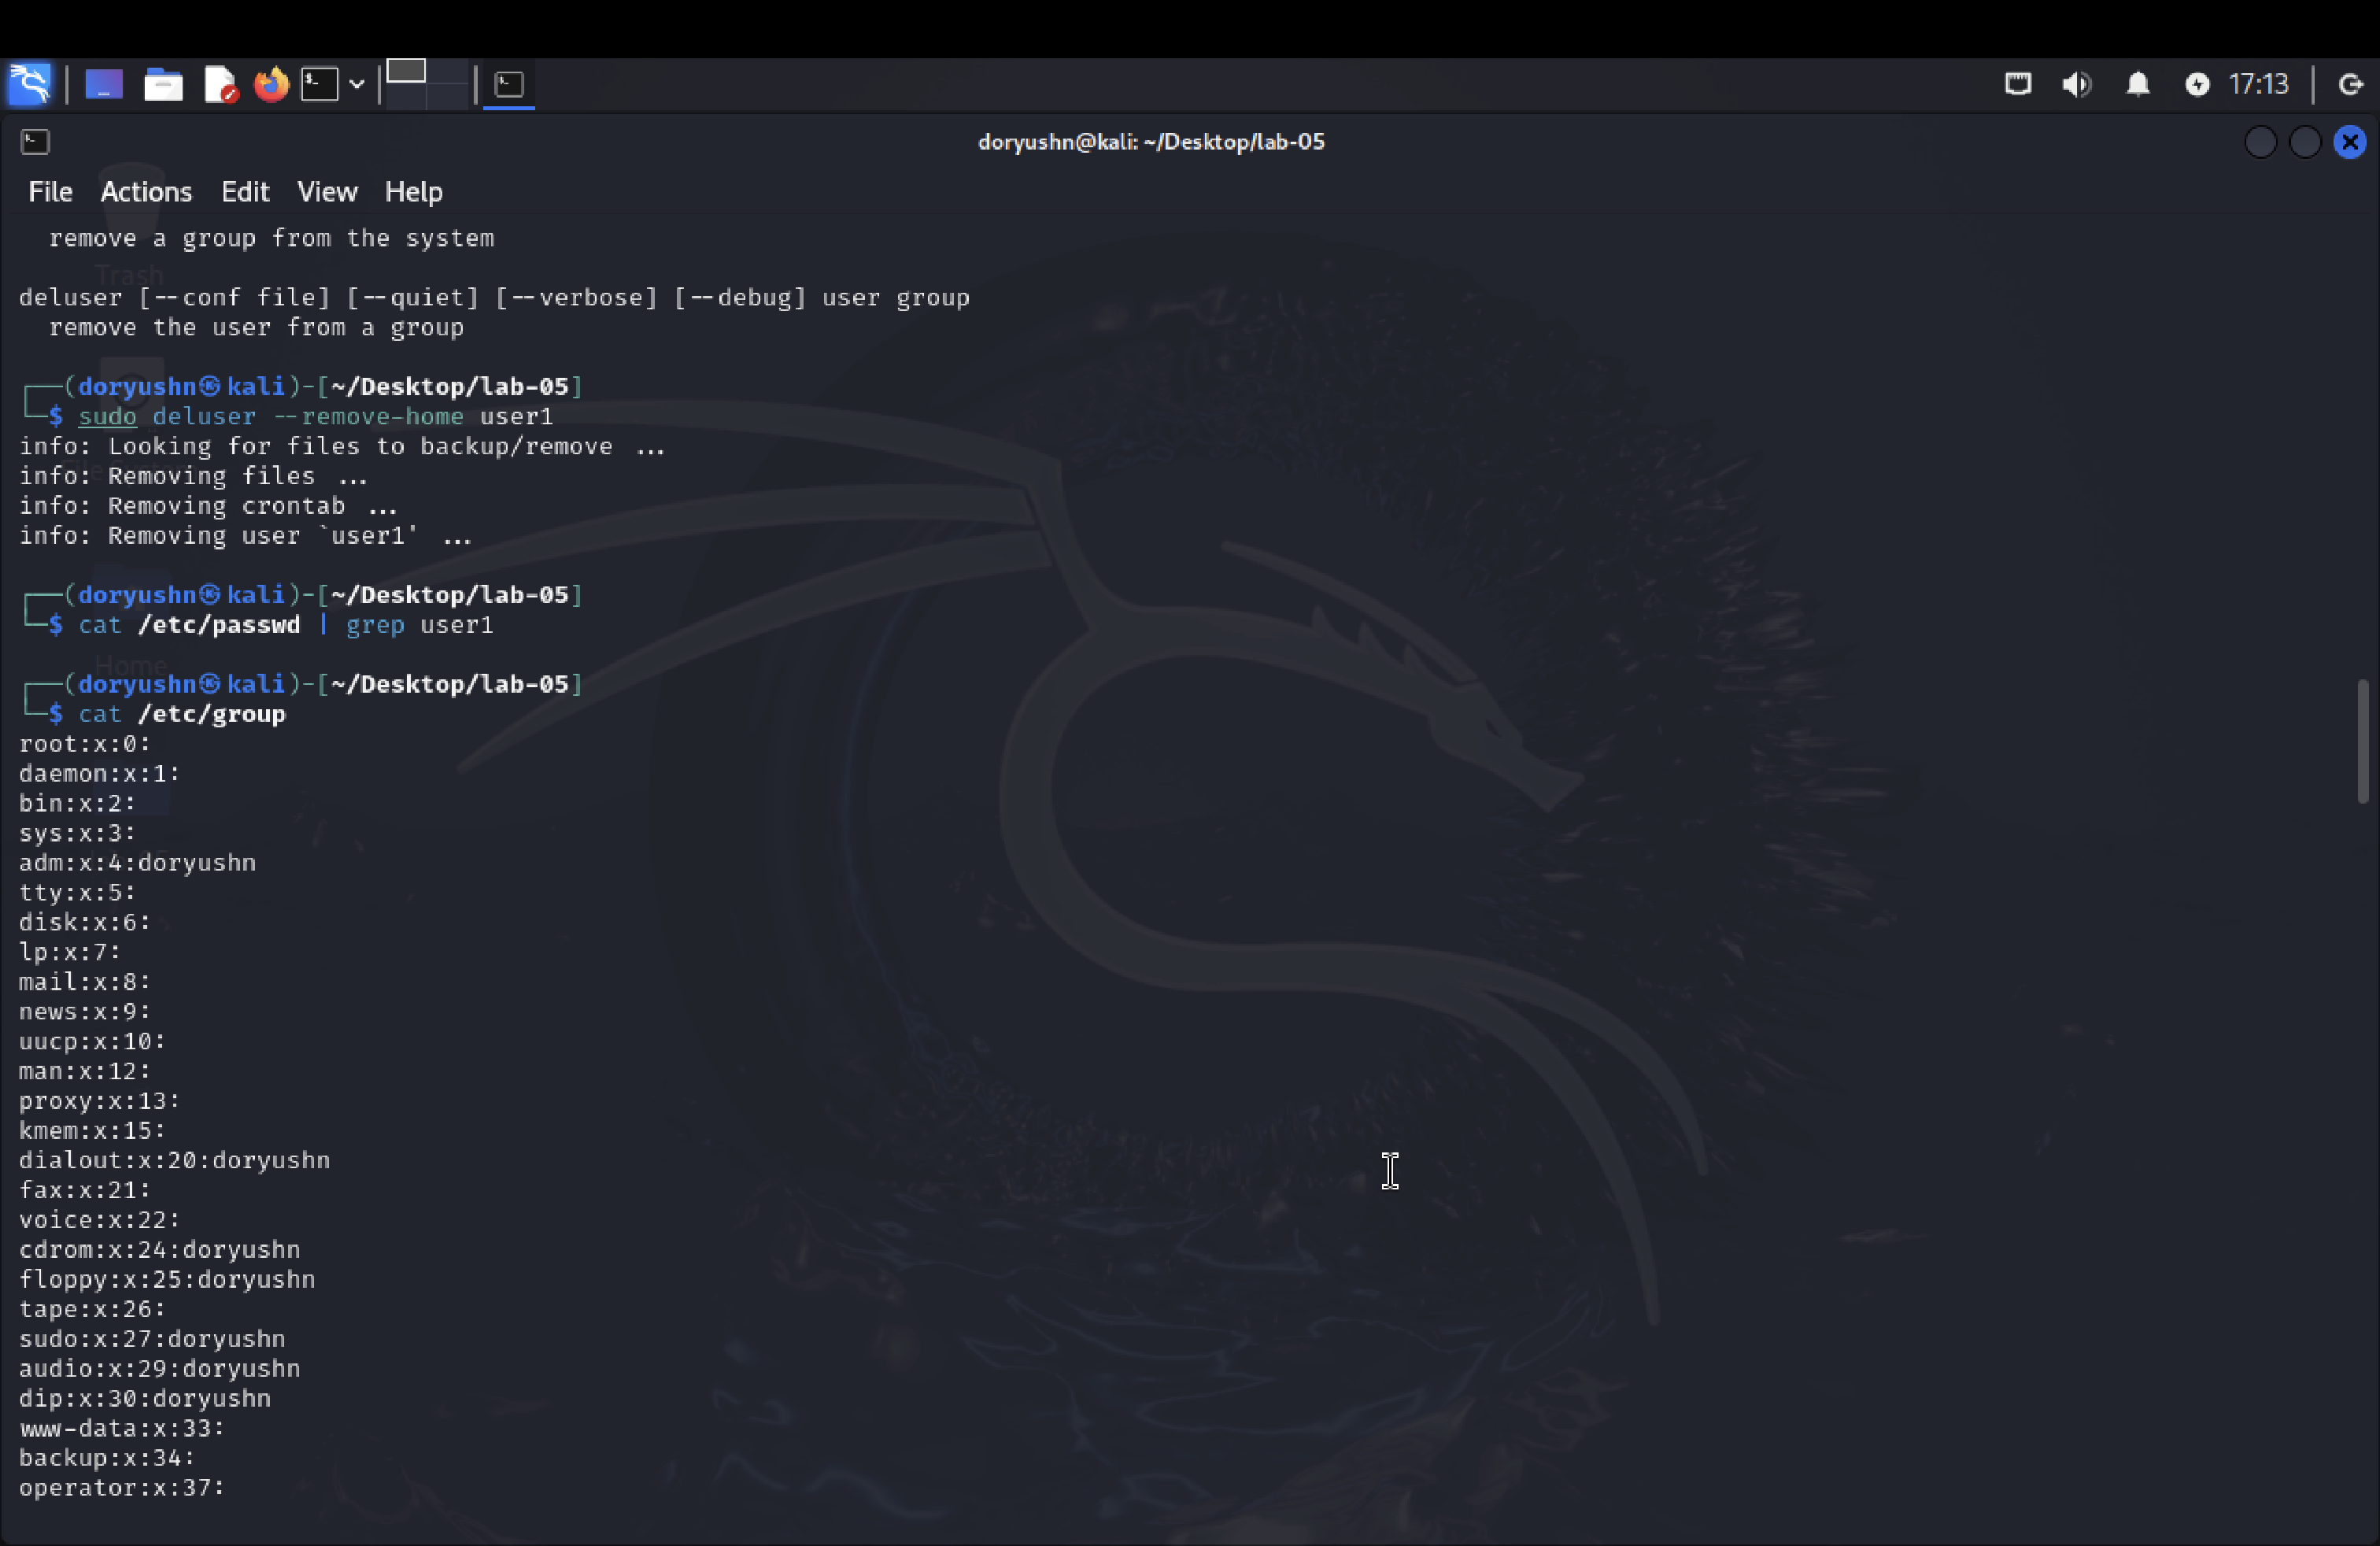 17:13
doryushn@kali: ~/Desktop/lab-05
File Actions Edit View Help
remove a group from the system
Trash
deluser [--conf file] [--quiet] [--verbose] [--debug] user group
remove the user from a group
┌──(doryushn㉿kali)-[~/Desktop/lab-05]
└─$ sudo deluser --remove-home user1
info: Looking for files to backup/remove ...
info: Removing files ...
info: Removing crontab ...
info: Removing user `user1' ...
┌──(doryushn㉿kali)-[~/Desktop/lab-05]
└─$ cat /etc/passwd | grep user1
Home
┌──(doryushn㉿kali)-[~/Desktop/lab-05]
└─$ cat /etc/group
root:x:0:
daemon:x:1:
bin:x:2:
sys:x:3:
adm:x:4:doryushn
tty:x:5:
disk:x:6:
lp:x:7:
mail:x:8:
news:x:9:
uucp:x:10:
man:x:12:
proxy:x:13:
kmem:x:15:
dialout:x:20:doryushn
fax:x:21:
voice:x:22:
cdrom:x:24:doryushn
floppy:x:25:doryushn
tape:x:26:
sudo:x:27:doryushn
audio:x:29:doryushn
dip:x:30:doryushn
www-data:x:33:
backup:x:34:
operator:x:37: